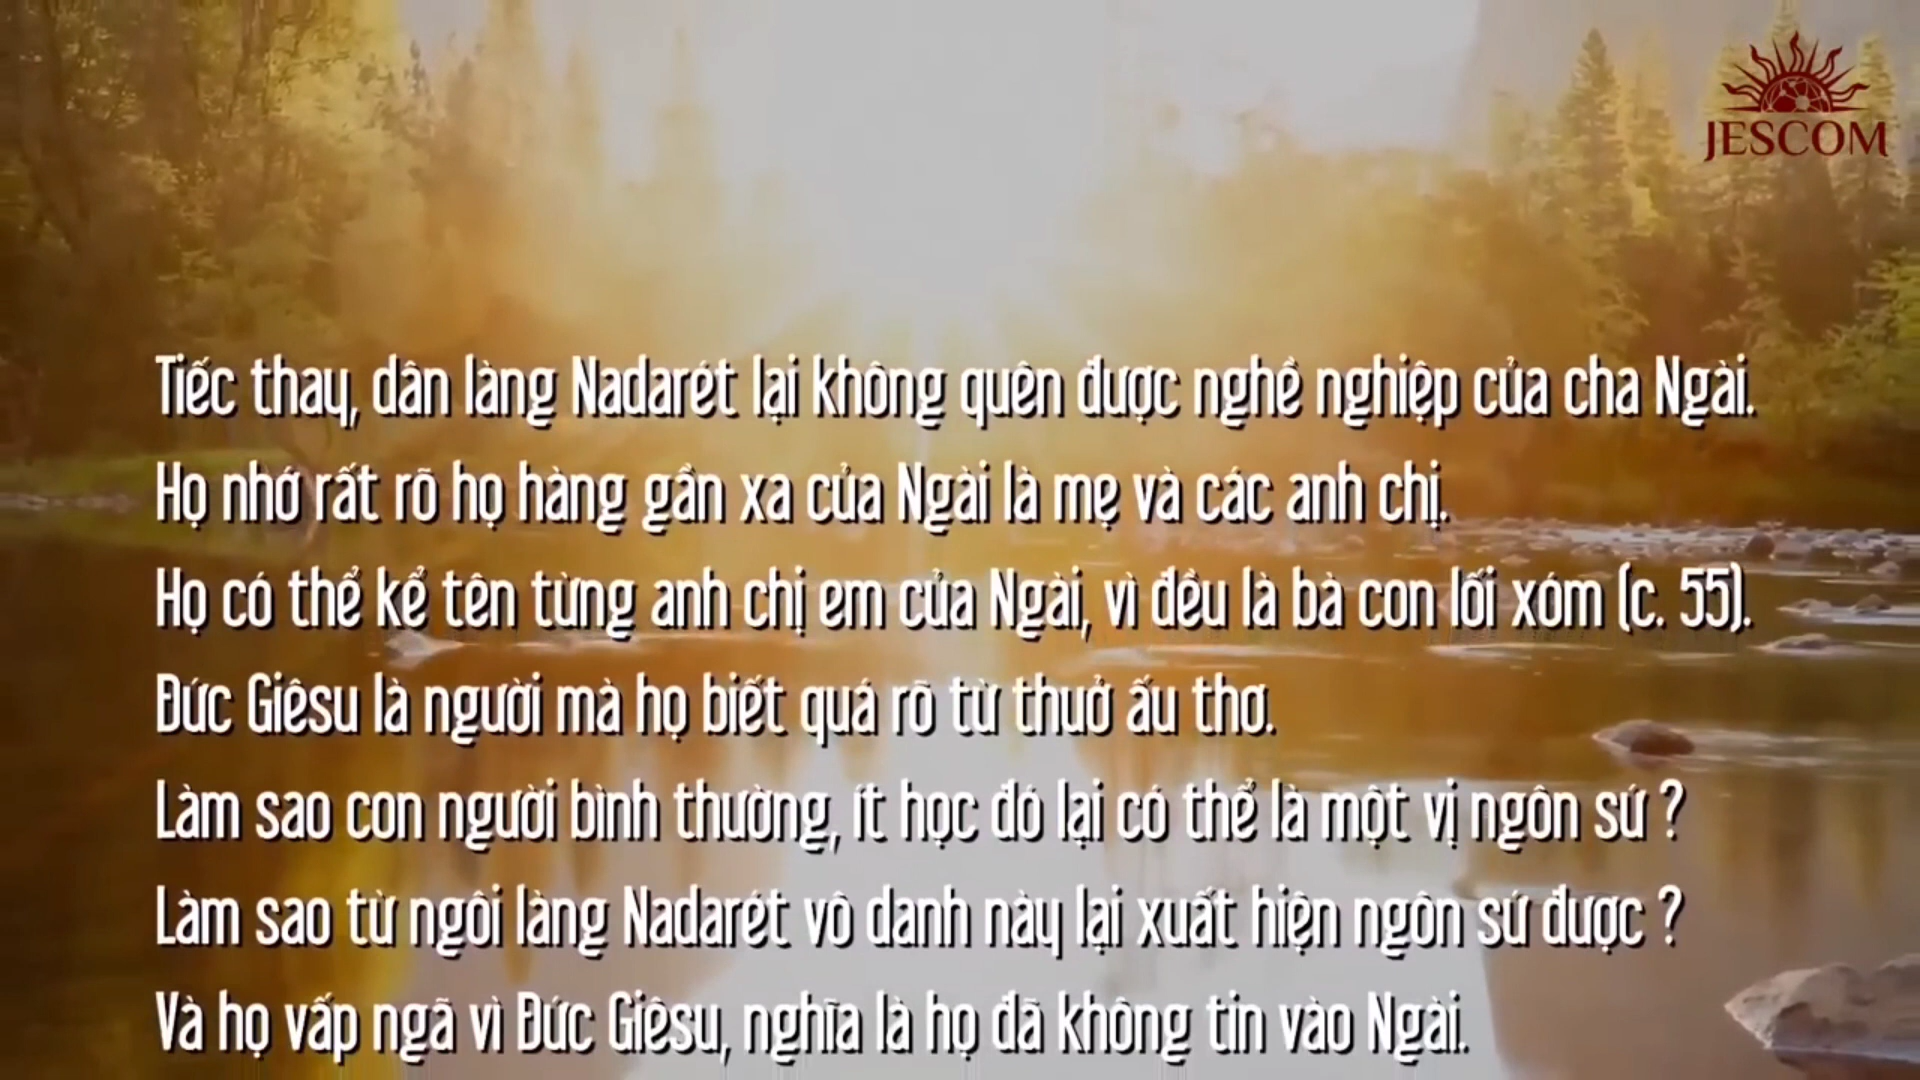 JESCOM
Tiếc thay, dân làng Nadarét lại không quên được nghề nghiệp của cha Ngài.
Họ nhớ rất rõ họ hàng gần xa của Ngài là mẹ và các anh chị.
Họ có thể kể tên từng anh chị em của Ngài, vì đều là bà con lối xóm (c. 55).
Đức Giêsu là người mà họ biết quá rõ từ thuở ấu thơ.
Làm sao con người bình thường, ít học đó lại có thể là một vị ngôn sứ ?
Làm sao từ ngôi làng Nadarét vô danh này lại xuất hiện ngôn sứ được ?
Và họ vấp ngã vì Đức Giêsu, nghĩa là họ đã không tin vào Ngài.